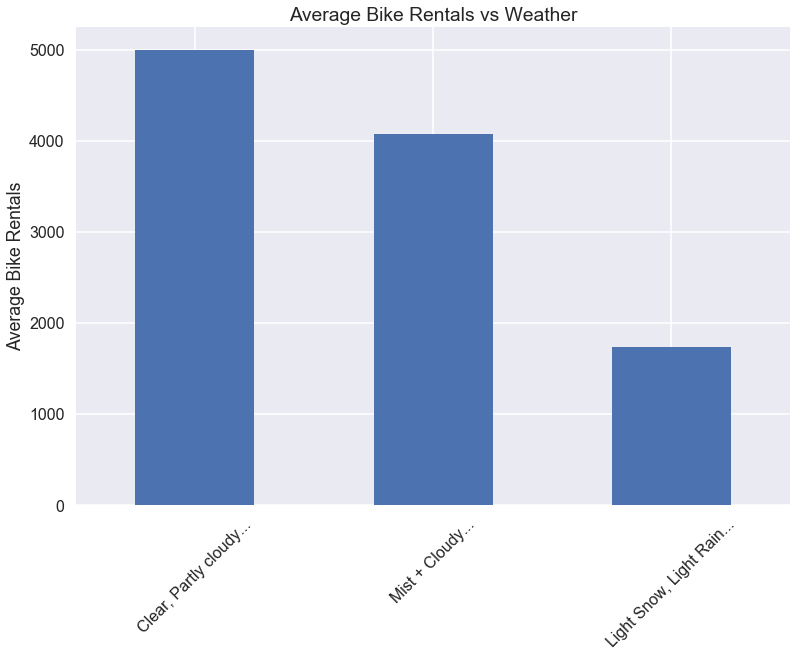 Average Bike Rentals vs Weather
Average Bike Rentals
5000
4000
3000
2000
1000
0
Clear, Partly cloudy...
Mist + Cloudy...
Light Snow, Light Rain...